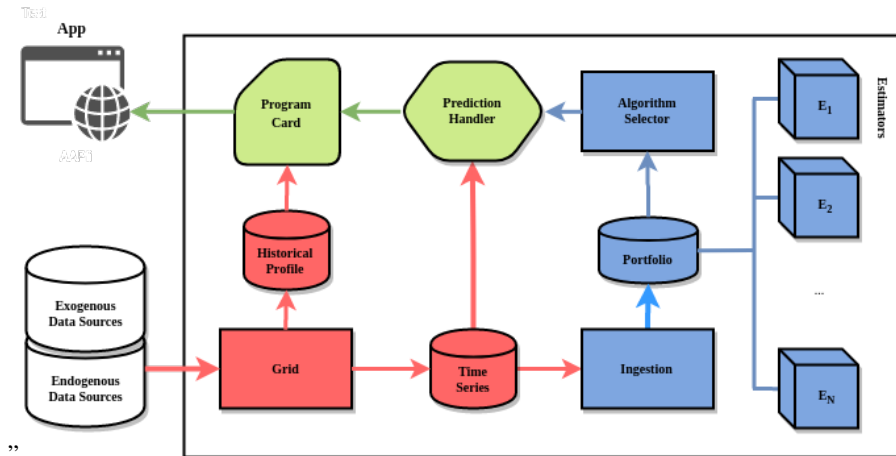 App
Program
Card
Prediction
Handler
Algorithm
Selector
E1
Estimators
E2
Historical
Profile
Portfolio
...
Exogenous
Data Sources
Endogenous
Data Sources
Grid
Time
Series
Ingestion
EN
”